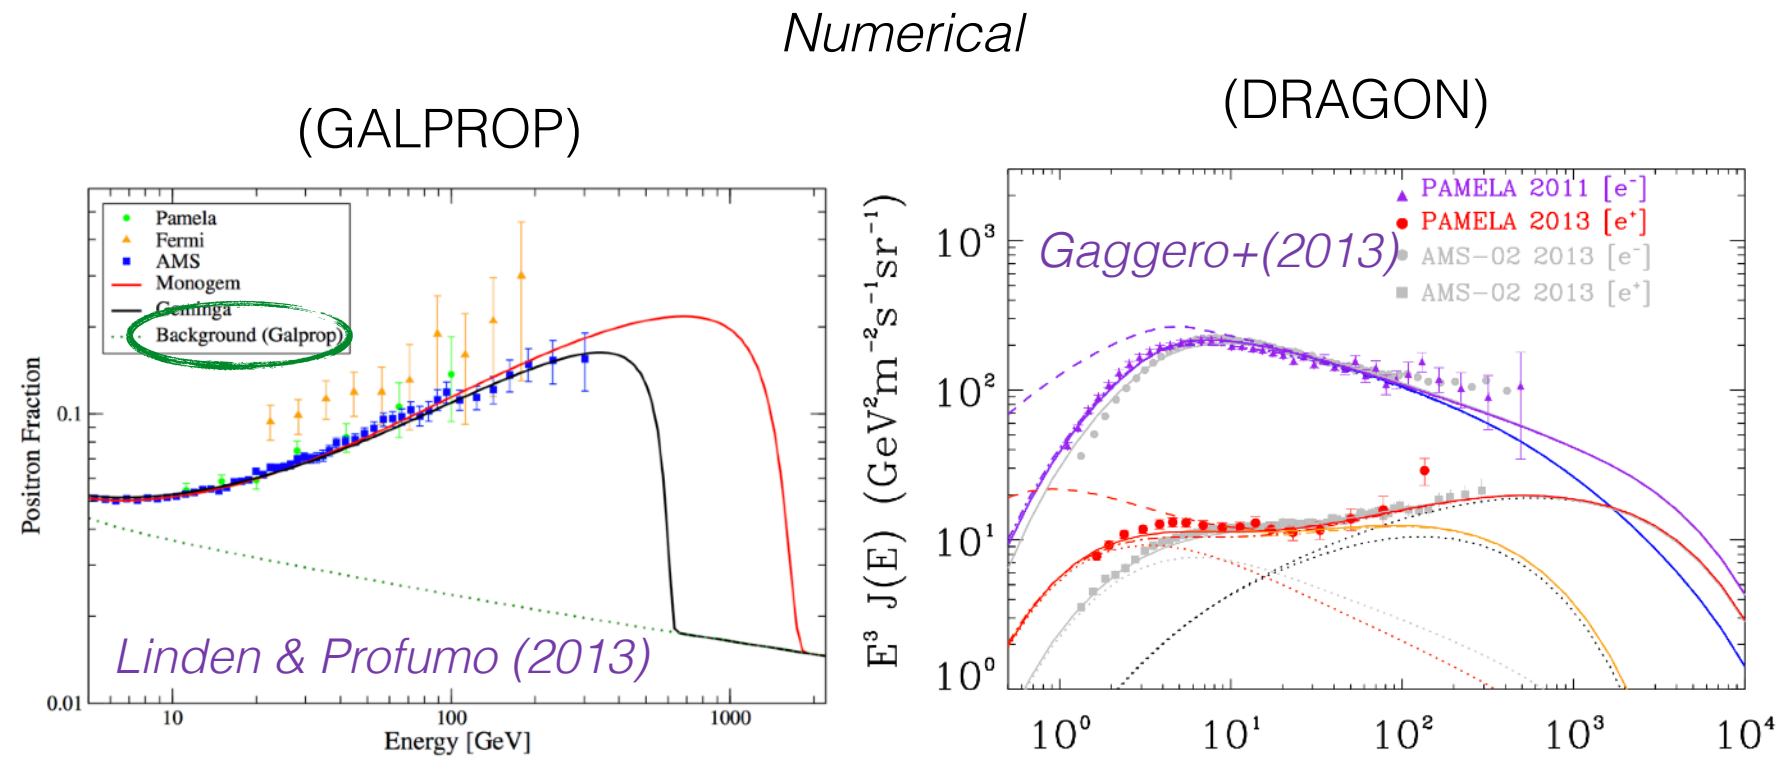 Numerical
(GALPROP)
(DRAGON)
Pamela
Fermi
AMS
Monogem
Geminga
Background (Galprop)
Positron Fraction
0.1
0.01
10
100
1000
Energy [GeV]
Linden & Profumo (2013)
PAMELA 2011 [e⁻]
PAMELA 2013 [e⁺]
AMS-02 2013 [e⁻]
AMS-02 2013 [e⁺]
Gaggero+(2013)
E³ J(E) (GeV²m⁻²s⁻¹sr⁻¹)
10³
10²
10¹
10⁰
10⁰
10¹
10²
10³
10⁴